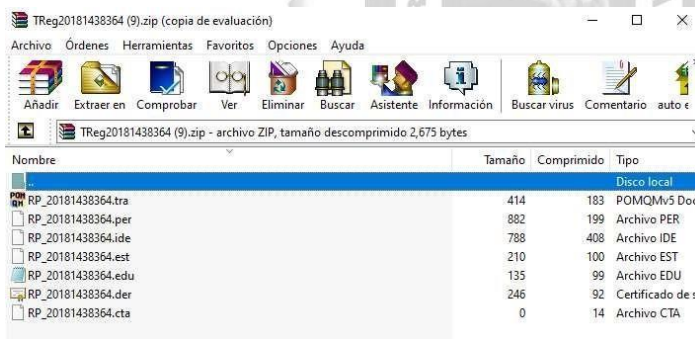 TReg20181438364 (9).zip (copia de evaluación)
Archivo Órdenes Herramientas Favoritos Opciones Ayuda
Añadir Extraer en Comprobar Ver Eliminar Buscar Asistente Información Buscar virus Comentario auto e
TReg20181438364 (9).zip - archivo ZIP, tamaño descomprimido 2,675 bytes
Nombre Tamaño Comprimido Tipo
.. Disco local
RP_20181438364.tra 414 183 POMQMv5 Doc
RP_20181438364.per 882 199 Archivo PER
RP_20181438364.ide 788 408 Archivo IDE
RP_20181438364.est 210 100 Archivo EST
RP_20181438364.edu 135 99 Archivo EDU
RP_20181438364.der 246 92 Certificado de s
RP_20181438364.cta 0 14 Archivo CTA